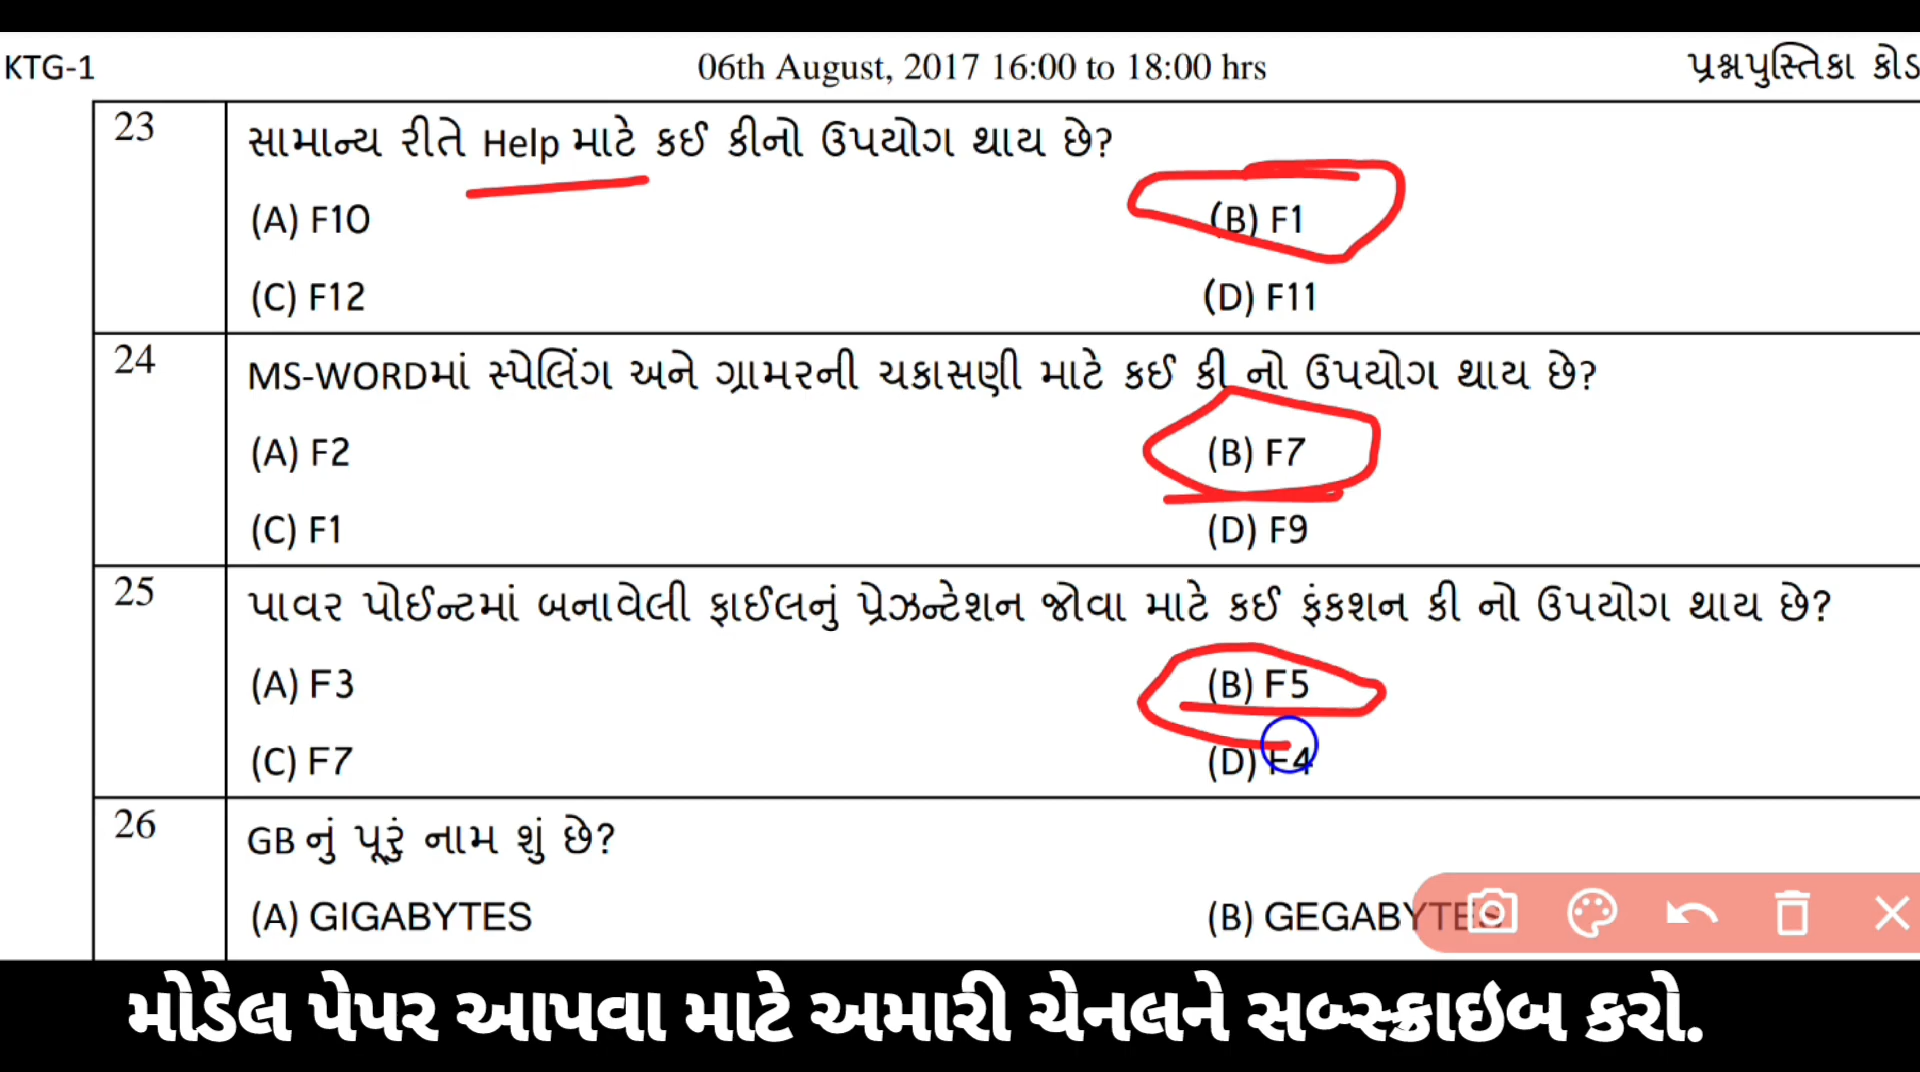 KTG-1 06th August, 2017 16:00 to 18:00 hrs પ્રશ્નપુસ્તિકા કોડ
23 સામાન્ય રીતે Help માટે કઈ કીનો ઉપયોગ થાય છે?
(A) F10 (B) F1
(C) F12 (D) F11
24 MS-WORDમાં સ્પેલિંગ અને ગ્રામરની ચકાસણી માટે કઈ કી નો ઉપયોગ થાય છે?
(A) F2 (B) F7
(C) F1 (D) F9
25 પાવર પોઈન્ટમાં બનાવેલી ફાઈલનું પ્રેઝન્ટેશન જોવા માટે કઈ ફંકશન કી નો ઉપયોગ થાય છે?
(A) F3 (B) F5
(C) F7 (D) F4
26 GB નું પૂરું નામ શું છે?
(A) GIGABYTES (B) GEGABYTES
મોડેલ પેપર આપવા માટે અમારી ચેનલને સબ્સ્ક્રાઇબ કરો.